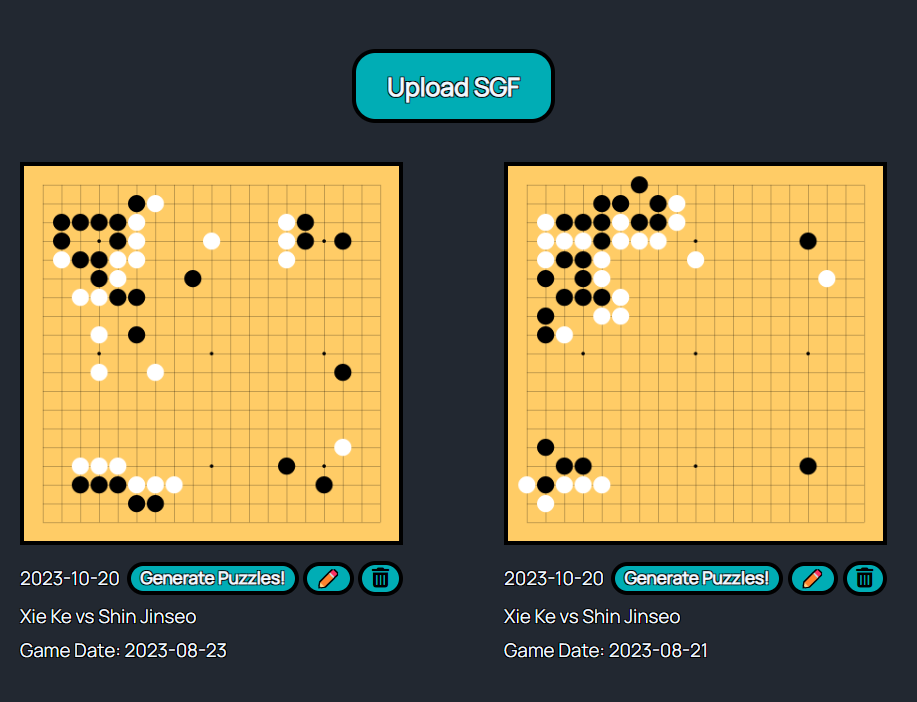 Upload SGF
2023-10-20 Generate Puzzles!
Xie Ke vs Shin Jinseo
Game Date: 2023-08-23
2023-10-20 Generate Puzzles!
Xie Ke vs Shin Jinseo
Game Date: 2023-08-21